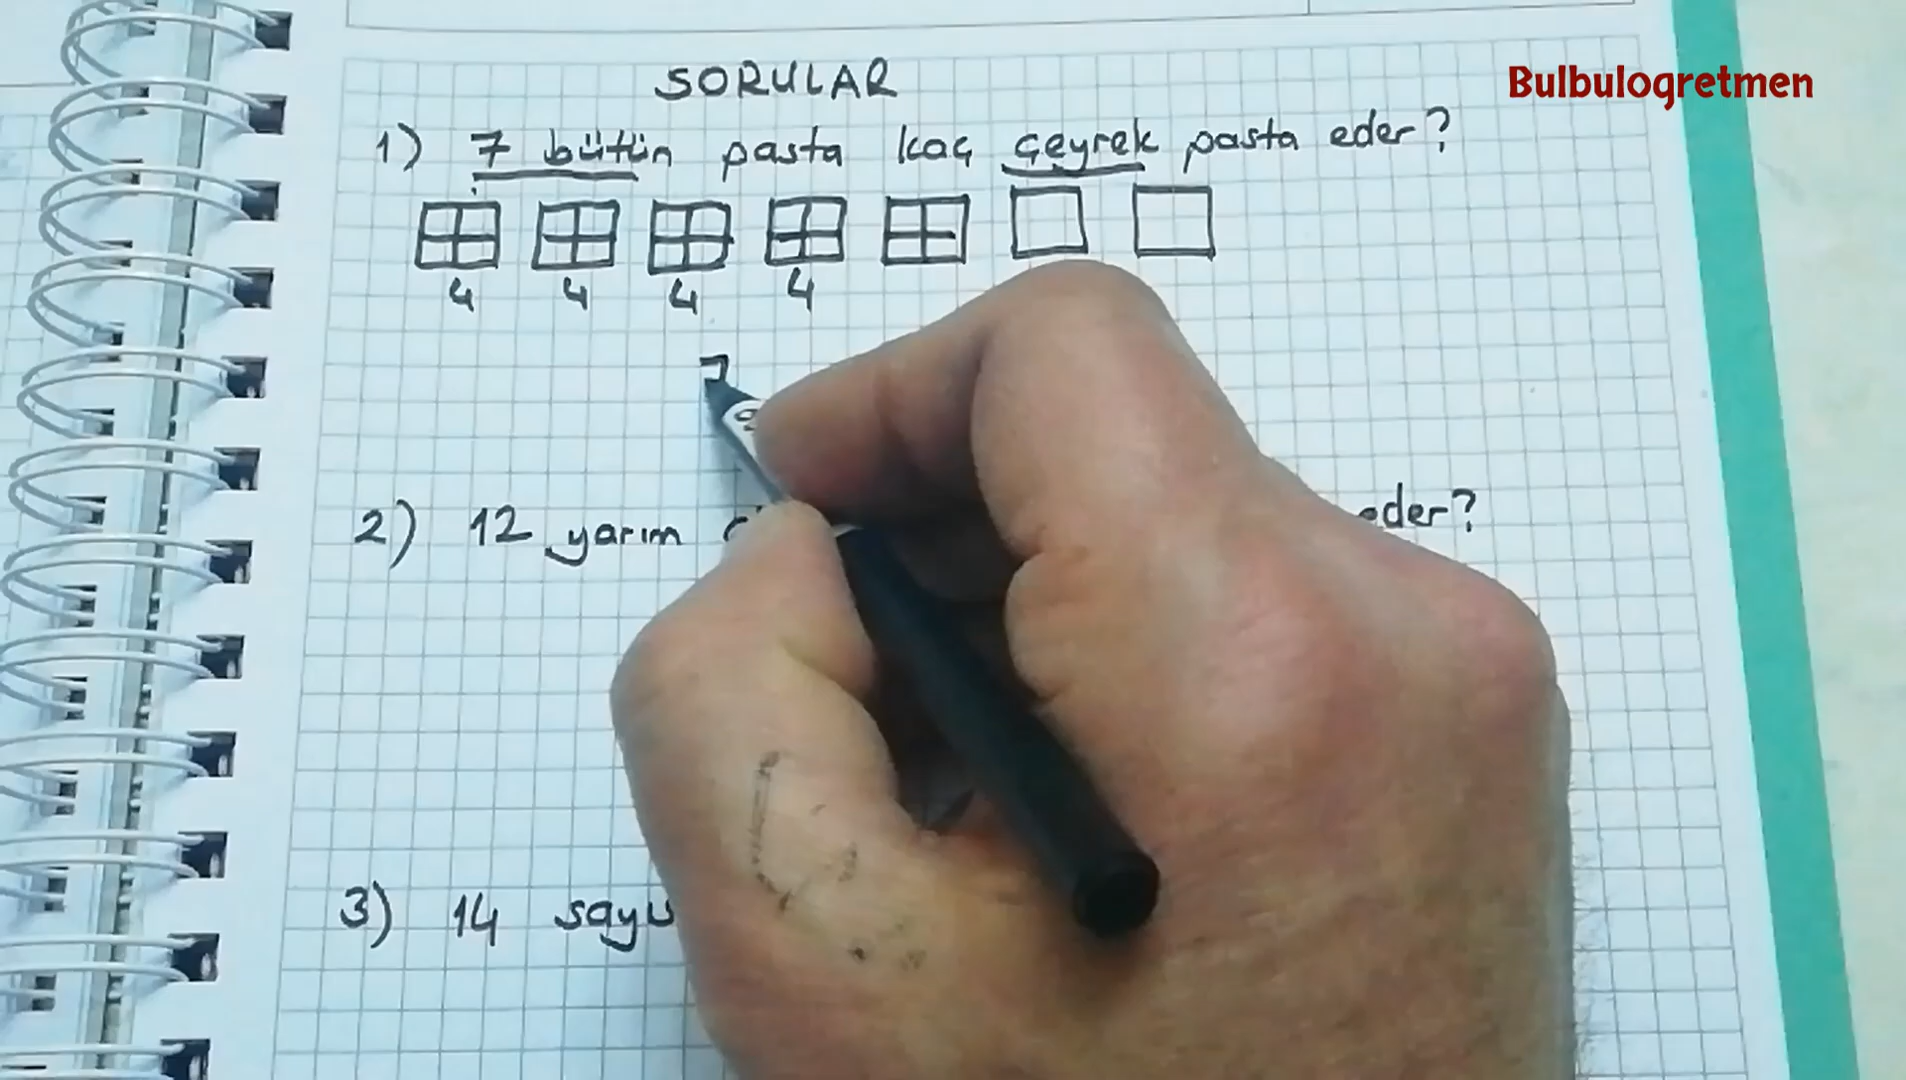 Bulbulogretmen
SORULAR
1) 7 bütün pasta kaç çeyrek pasta eder?
4 4 4 4
7
2) 12 yarım eder?
3) 14